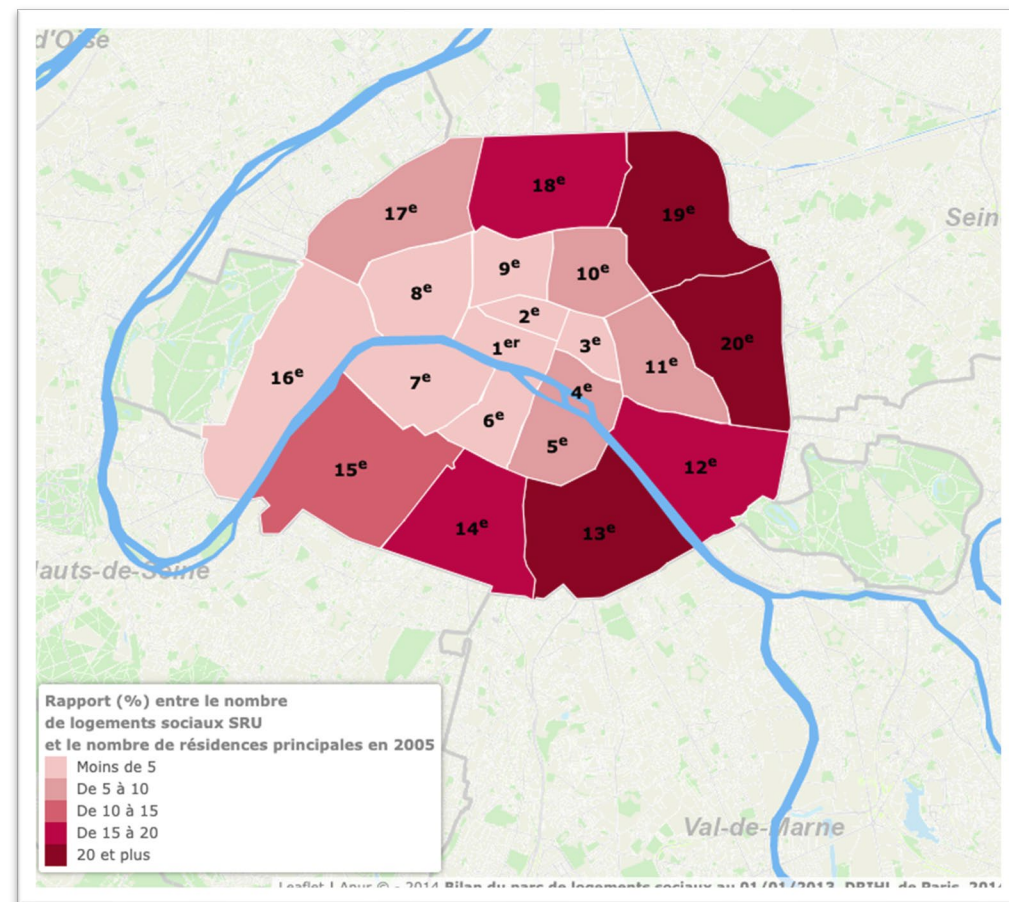 d'Oise
18e
17e
19e
Sein
9e
10e
8e
2e
1er
3e
20e
11e
16e
7e
4e
6e
5e
15e
12e
14e
13e
auts-de-Seine
Rapport (%) entre le nombre
de logements sociaux SRU
et le nombre de résidences principales en 2005
Moins de 5
De 5 à 10
De 10 à 15
De 15 à 20
20 et plus
Val-de-Marne
Leaflet | Apur © - 2014 Bilan du parc de logements sociaux au 01/01/2013, DRIHL de Paris, 2014